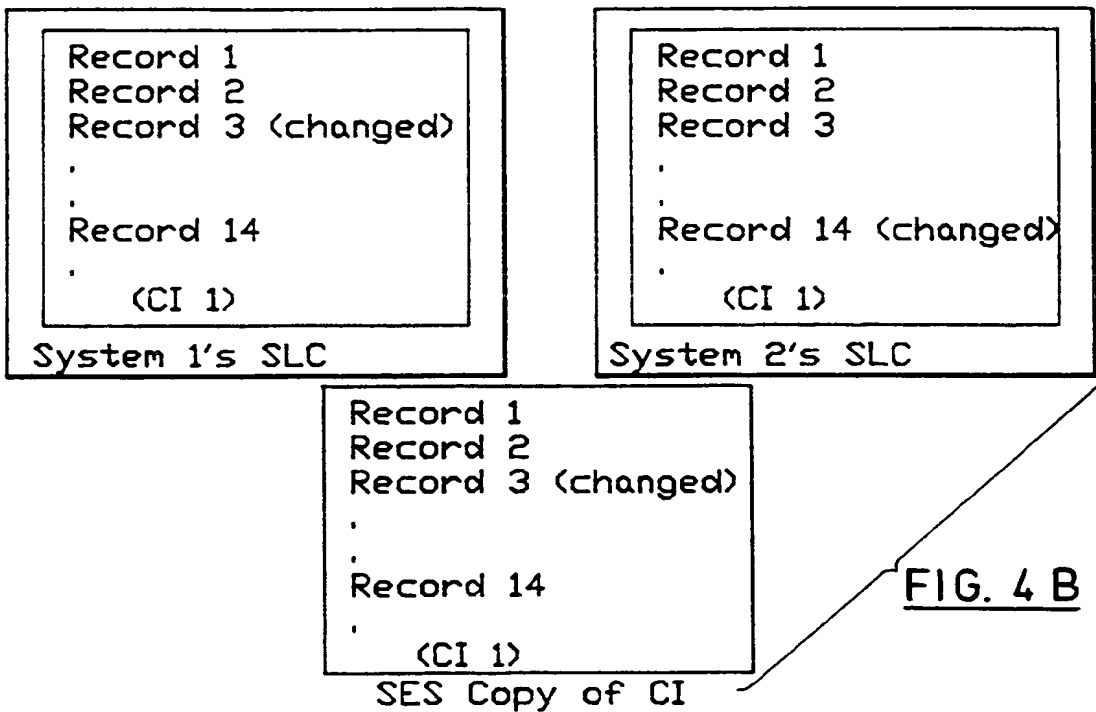 Record 1
Record 2
Record 3 (changed)
.
.
Record 14
.
(CI 1)
System 1's SLC
Record 1
Record 2
Record 3
.
.
Record 14 (changed)
.
(CI 1)
System 2's SLC
Record 1
Record 2
Record 3 (changed)
.
.
Record 14
.
(CI 1)
SES Copy of CI
FIG. 4 B